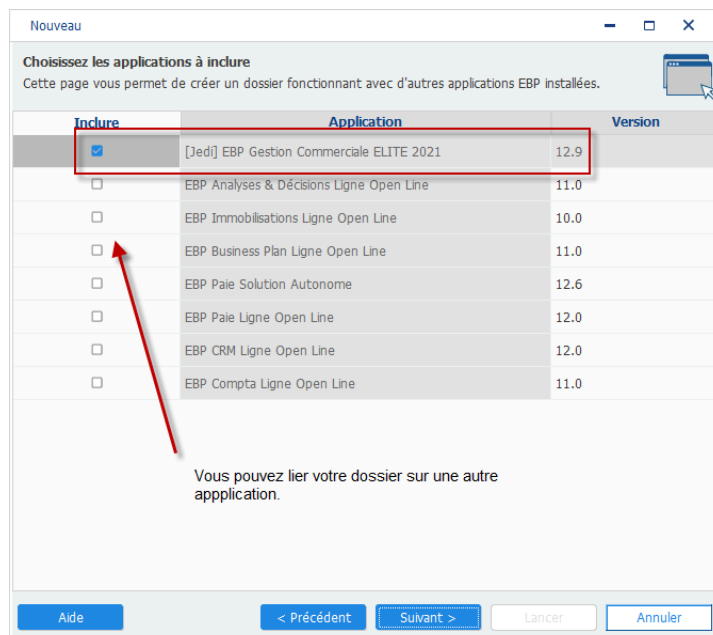 Nouveau
Choisissez les applications à inclure
Cette page vous permet de créer un dossier fonctionnant avec d'autres applications EBP installées.
Inclure Application Version
[Jedi] EBP Gestion Commerciale ELITE 2021 12.9
EBP Analyses & Décisions Ligne Open Line 11.0
EBP Immobilisations Ligne Open Line 10.0
EBP Business Plan Ligne Open Line 11.0
EBP Paie Solution Autonome 12.6
EBP Paie Ligne Open Line 12.0
EBP CRM Ligne Open Line 12.0
EBP Compta Ligne Open Line 11.0
Vous pouvez lier votre dossier sur une autre
appplication.
Aide < Précédent Suivant > Lancer Annuler